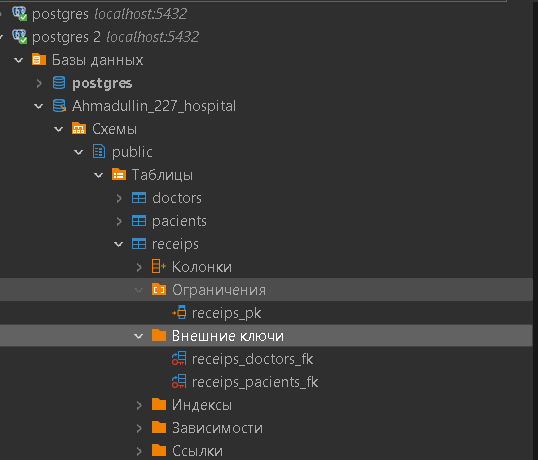 postgres localhost:5432
postgres 2 localhost:5432
Базы данных
postgres
Ahmadullin_227_hospital
Схемы
public
Таблицы
doctors
pacients
receips
Колонки
Ограничения
receips_pk
Внешние ключи
receips_doctors_fk
receips_pacients_fk
Индексы
Зависимости
Ссылки